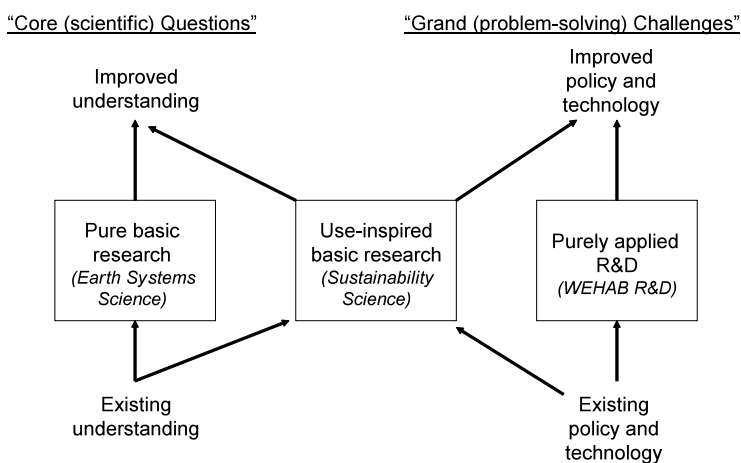 “Core (scientific) Questions”
“Grand (problem-solving) Challenges”
Improved
understanding
Improved
policy and
technology
Pure basic
research
(Earth Systems
Science)
Use-inspired
basic research
(Sustainability
Science)
Purely applied
R&D
(WEHAB R&D)
Existing
understanding
Existing
policy and
technology